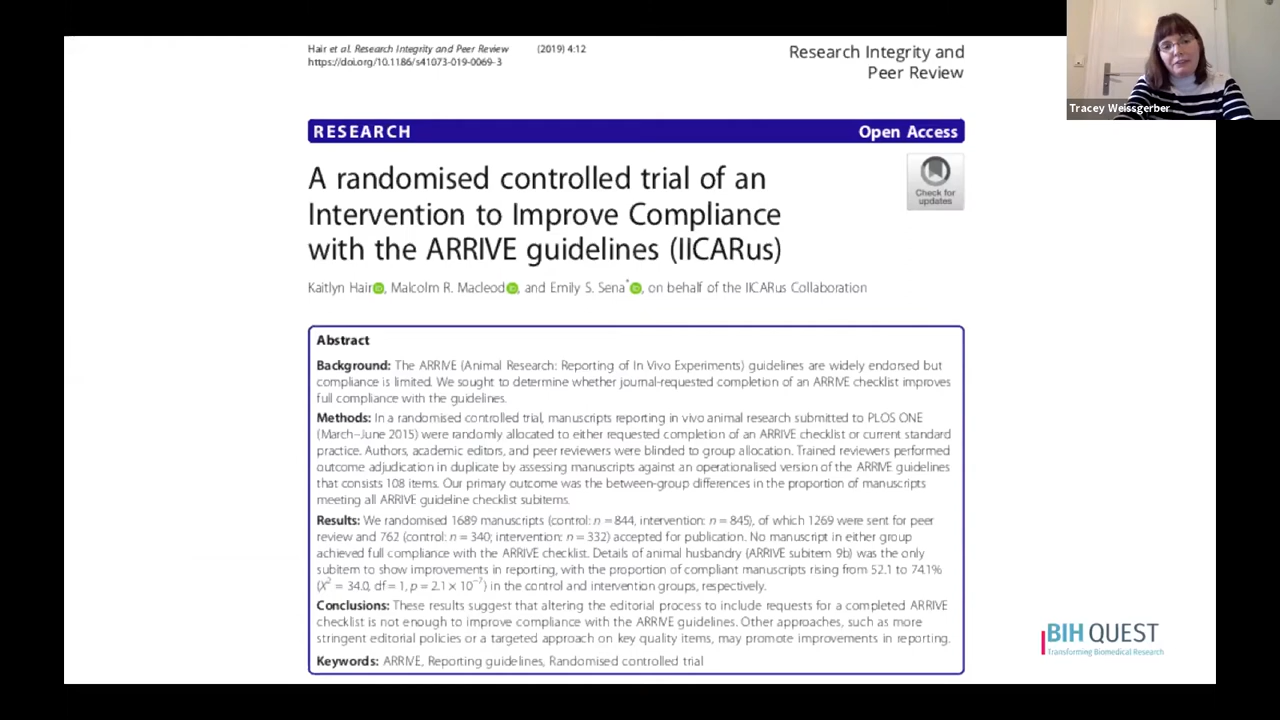 Hair et al. Research Integrity and Peer Review (2019) 4:12
https://doi.org/10.1186/s41073-019-0069-3
Research Integrity and
Peer Review
Tracey Weissgerber
RESEARCH
Open Access
Check for
updates
A randomised controlled trial of an
Intervention to Improve Compliance
with the ARRIVE guidelines (IICARus)
Kaitlyn Hair, Malcolm R. Macleod, and Emily S. Sena*, on behalf of the IICARus Collaboration
Abstract
Background: The ARRIVE (Animal Research: Reporting of In Vivo Experiments) guidelines are widely endorsed but
compliance is limited. We sought to determine whether journal-requested completion of an ARRIVE checklist improves
full compliance with the guidelines.
Methods: In a randomised controlled trial, manuscripts reporting in vivo animal research submitted to PLOS ONE
(March–June 2015) were randomly allocated to either requested completion of an ARRIVE checklist or current standard
practice. Authors, academic editors, and peer reviewers were blinded to group allocation. Trained reviewers performed
outcome adjudication in duplicate by assessing manuscripts against an operationalised version of the ARRIVE guidelines
that consists 108 items. Our primary outcome was the between-group differences in the proportion of manuscripts
meeting all ARRIVE guideline checklist subitems.
Results: We randomised 1689 manuscripts (control: n = 844, intervention: n = 845), of which 1269 were sent for peer
review and 762 (control: n = 340; intervention: n = 332) accepted for publication. No manuscript in either group
achieved full compliance with the ARRIVE checklist. Details of animal husbandry (ARRIVE subitem 9b) was the only
subitem to show improvements in reporting, with the proportion of compliant manuscripts rising from 52.1 to 74.1%
(X² = 34.0, df = 1, p = 2.1 × 10⁻⁷) in the control and intervention groups, respectively.
Conclusions: These results suggest that altering the editorial process to include requests for a completed ARRIVE
checklist is not enough to improve compliance with the ARRIVE guidelines. Other approaches, such as more
stringent editorial policies or a targeted approach on key quality items, may promote improvements in reporting.
Keywords: ARRIVE, Reporting guidelines, Randomised controlled trial
BIH QUEST
Transforming Biomedical Research